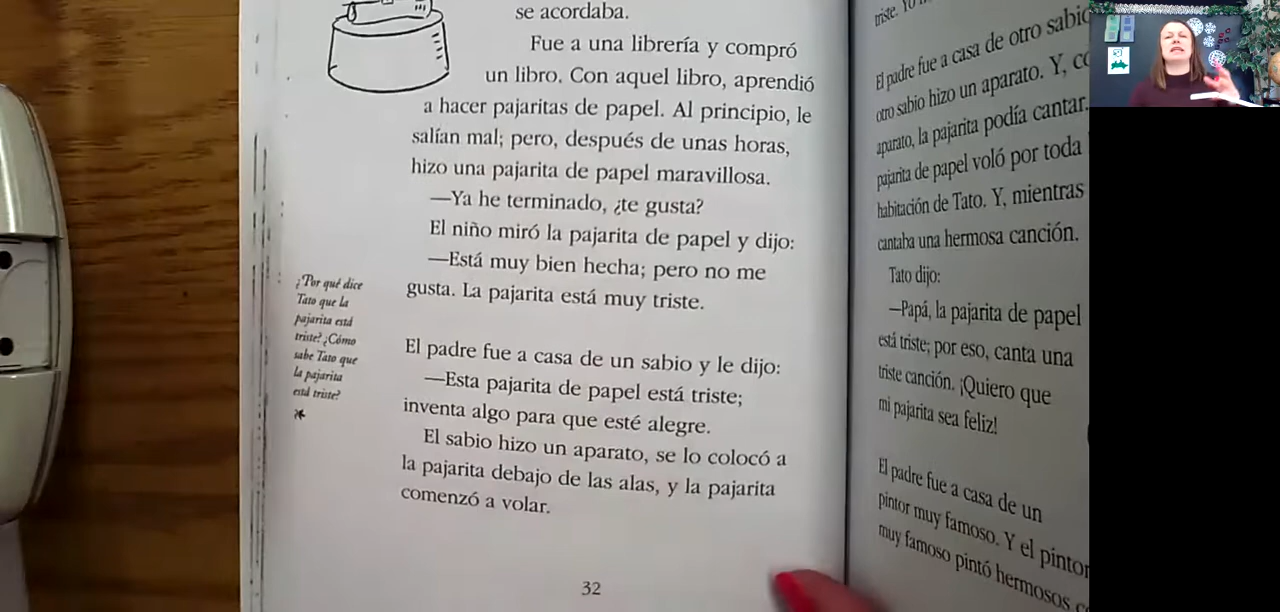 se acordaba.
Fue a una librería y compró
un libro. Con aquel libro, aprendió
a hacer pajaritas de papel. Al principio, le
salían mal; pero, después de unas horas,
hizo una pajarita de papel maravillosa.
—Ya he terminado, ¿te gusta?
El niño miró la pajarita de papel y dijo:
—Está muy bien hecha; pero no me
gusta. La pajarita está muy triste.
¿Por qué dice
Tato que la
pajarita está
triste? ¿Cómo
sabe Tato que
la pajarita
está triste?
El padre fue a casa de un sabio y le dijo:
—Esta pajarita de papel está triste;
inventa algo para que esté alegre.
El sabio hizo un aparato, se lo colocó a
la pajarita debajo de las alas, y la pajarita
comenzó a volar.
32
triste. Yo
El padre fue a casa de otro sabio
otro sabio hizo un aparato. Y,
aparato, la pajarita podía cantar.
pajarita de papel voló por toda
habitación de Tato. Y, mientras
cantaba una hermosa canción.
Tato dijo:
—Papá, la pajarita de papel
está triste; por eso, canta una
triste canción. ¡Quiero que
mi pajarita sea feliz!
El padre fue a casa de un
pintor muy famoso. Y el pintor
muy famoso pintó hermosos